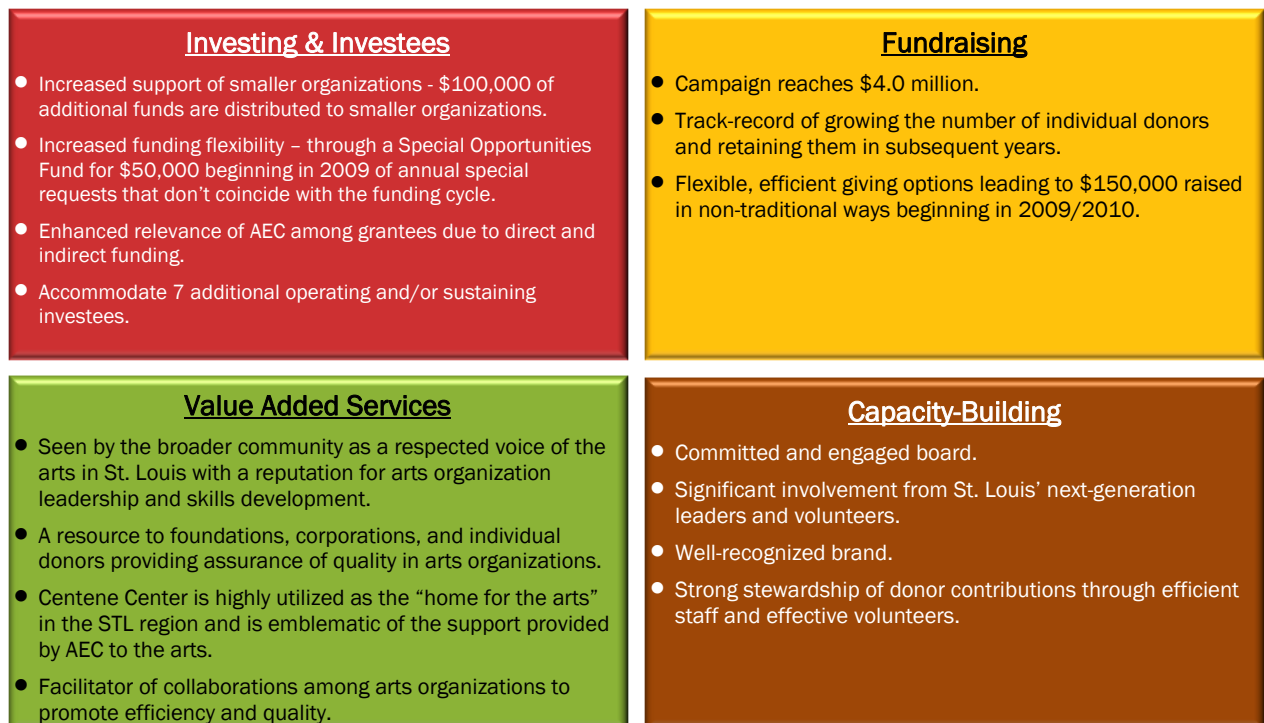 Investing & Investees
● Increased support of smaller organizations - $100,000 of
additional funds are distributed to smaller organizations.
● Increased funding flexibility – through a Special Opportunities
Fund for $50,000 beginning in 2009 of annual special
requests that don’t coincide with the funding cycle.
● Enhanced relevance of AEC among grantees due to direct and
indirect funding.
● Accommodate 7 additional operating and/or sustaining
investees.
Fundraising
● Campaign reaches $4.0 million.
● Track-record of growing the number of individual donors
and retaining them in subsequent years.
● Flexible, efficient giving options leading to $150,000 raised
in non-traditional ways beginning in 2009/2010.
Value Added Services
● Seen by the broader community as a respected voice of the
arts in St. Louis with a reputation for arts organization
leadership and skills development.
● A resource to foundations, corporations, and individual
donors providing assurance of quality in arts organizations.
● Centene Center is highly utilized as the “home for the arts”
in the STL region and is emblematic of the support provided
by AEC to the arts.
● Facilitator of collaborations among arts organizations to
promote efficiency and quality.
Capacity-Building
● Committed and engaged board.
● Significant involvement from St. Louis’ next-generation
leaders and volunteers.
● Well-recognized brand.
● Strong stewardship of donor contributions through efficient
staff and effective volunteers.